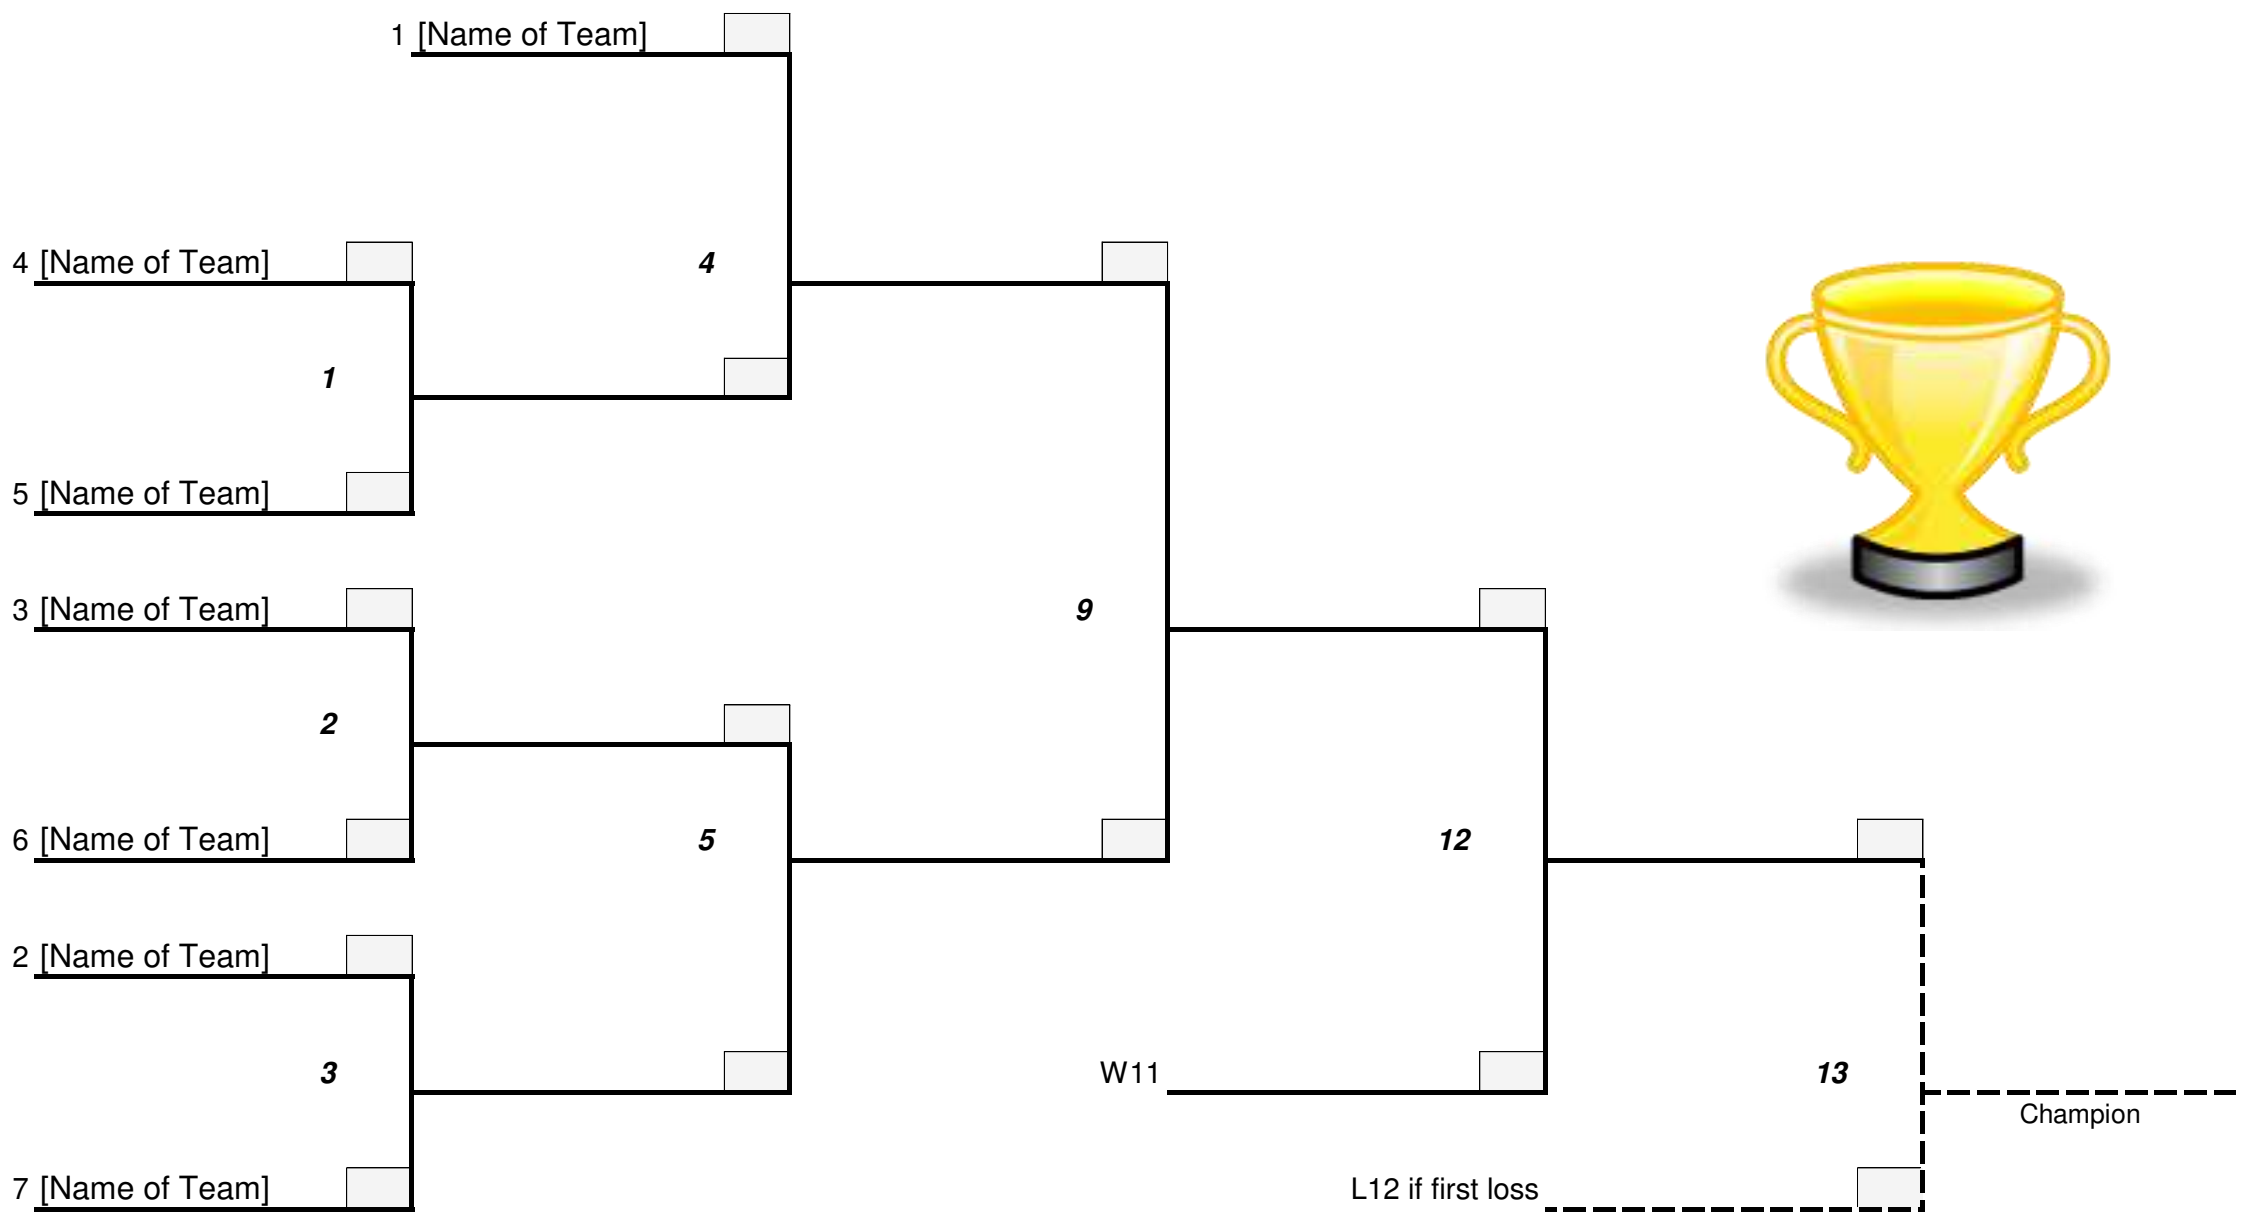 1 [Name of Team]
4 [Name of Team]
4
1
5 [Name of Team]
3 [Name of Team]
9
2
6 [Name of Team]
5
12
2 [Name of Team]
3
W11
13
Champion
7 [Name of Team]
L12 if first loss